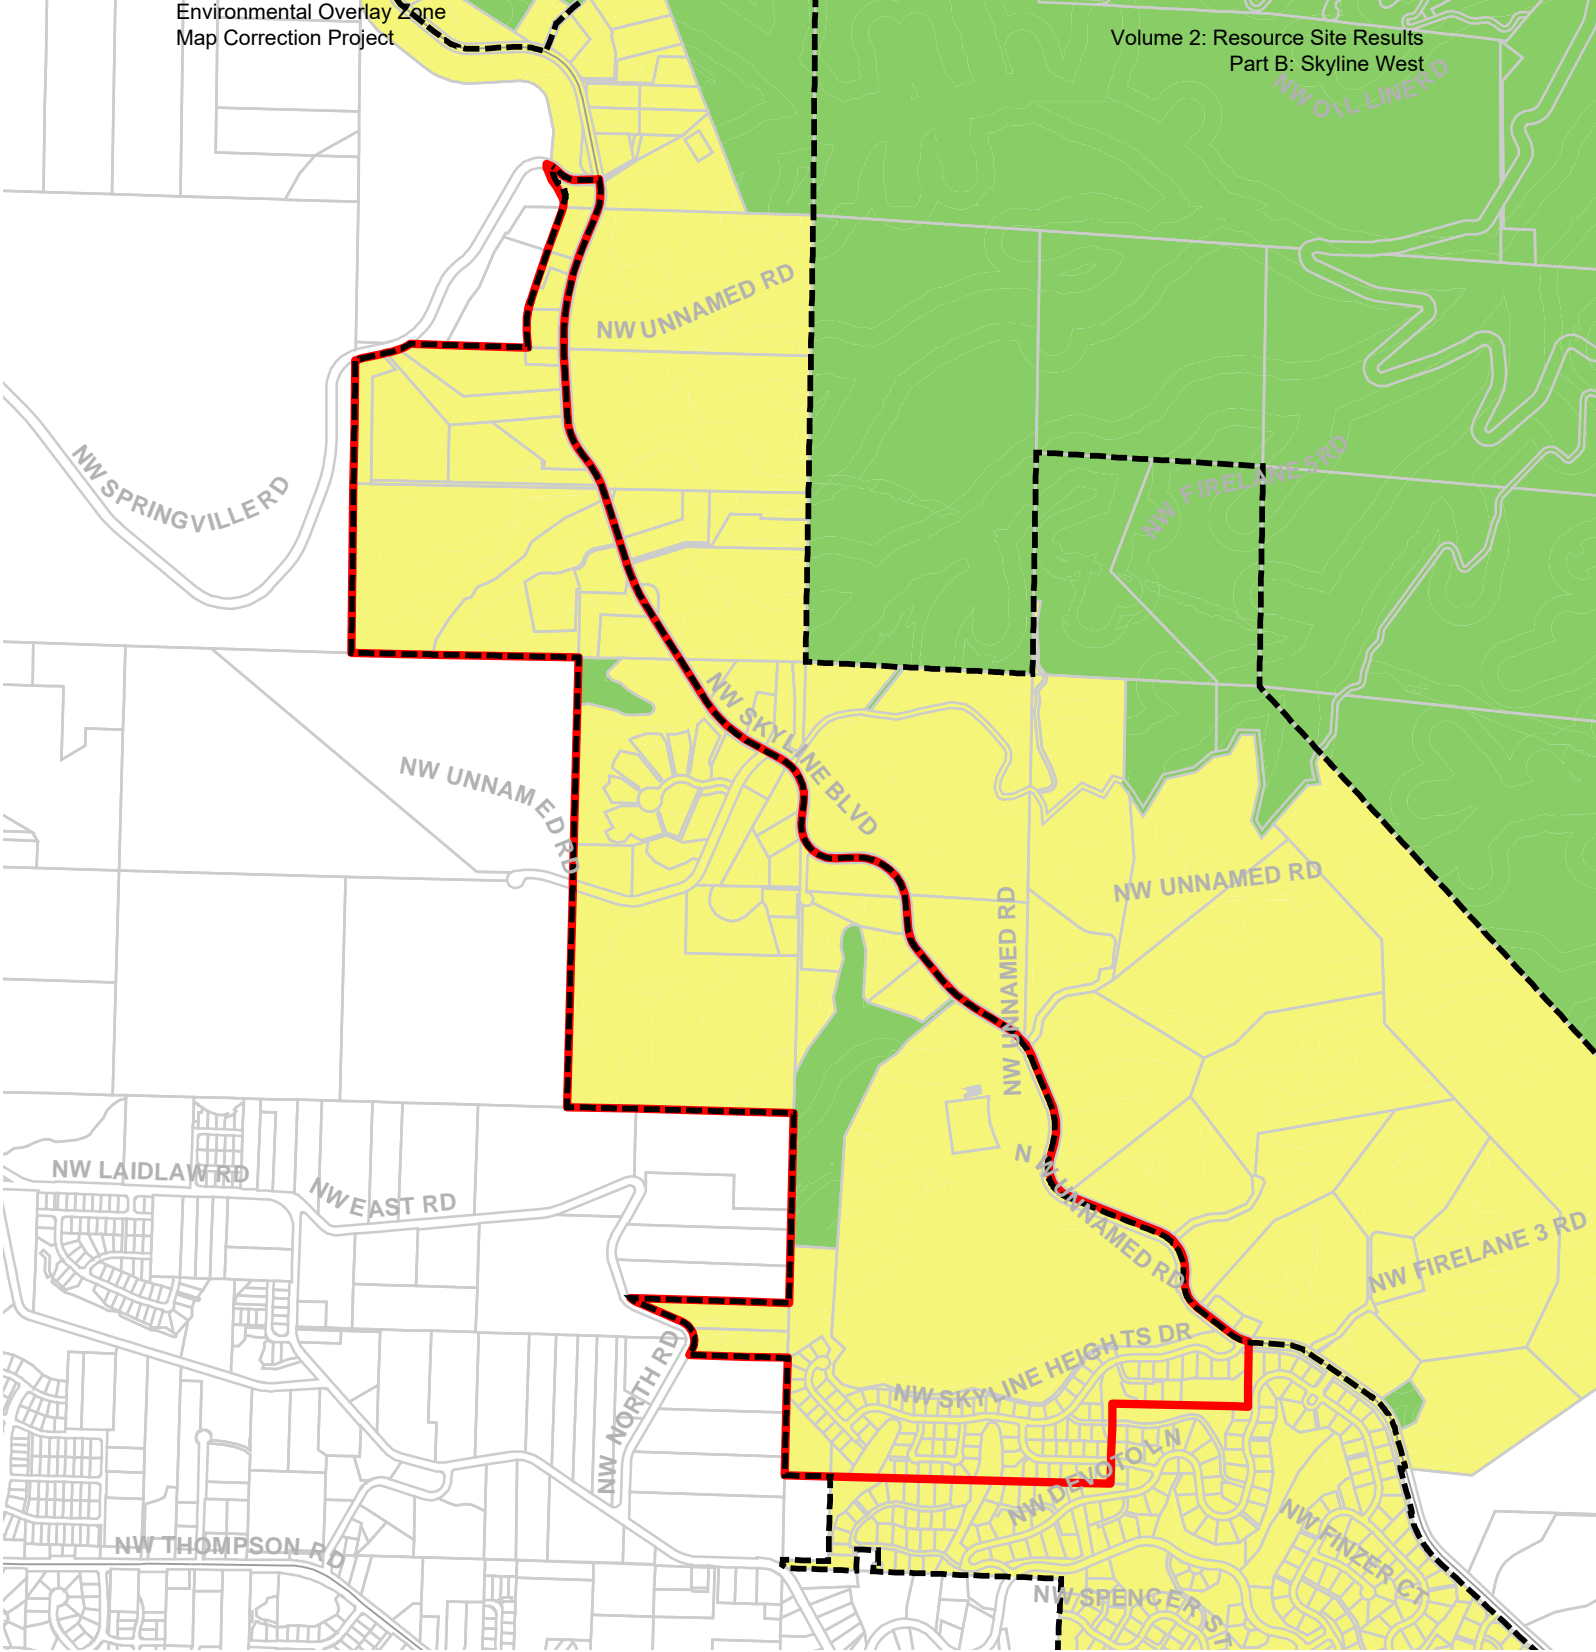 Environmental Overlay Zone
Map Correction Project
Volume 2: Resource Site Results
Part B: Skyline West
NW OIL LINE RD
NW UNNAMED RD
NW FIRELANE 5 RD
NW SPRINGVILLE RD
NW SKYLINE BLVD
NW UNNAMED RD
NW UNNAMED RD
NW UNNAMED RD
NW LAIDLAW RD
NW EAST RD
NW UNNAMED RD
NW FIRELANE 3 RD
NW SKYLINE HEIGHTS DR
NW NORTH RD
NW DEVOTO LN
NW FINZER CT
NW THOMPSON RD
NW SPENCER ST